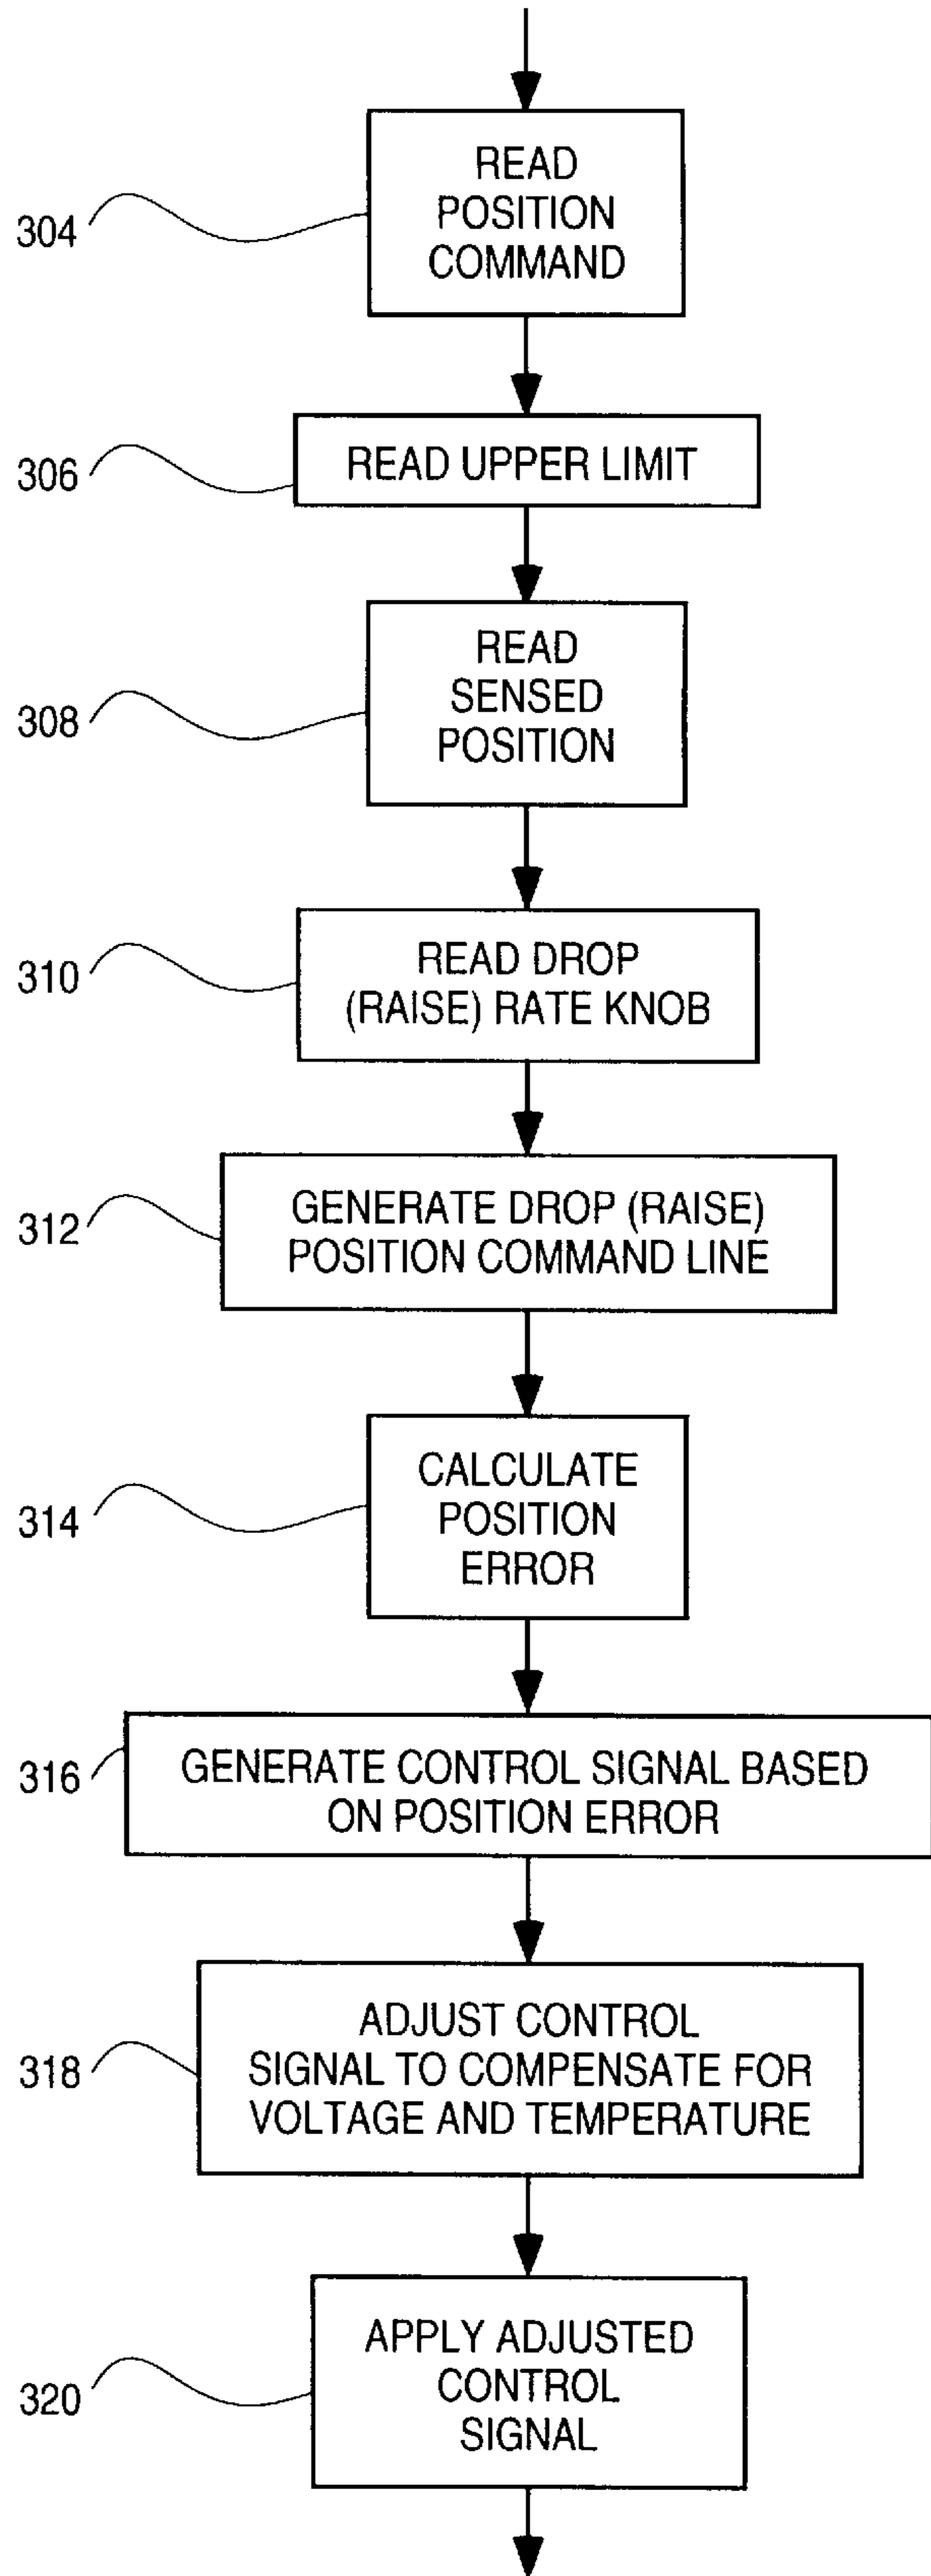 304
READ
POSITION
COMMAND
306
READ UPPER LIMIT
308
READ
SENSED
POSITION
310
READ DROP
(RAISE) RATE KNOB
312
GENERATE DROP (RAISE)
POSITION COMMAND LINE
314
CALCULATE
POSITION
ERROR
316
GENERATE CONTROL SIGNAL BASED
ON POSITION ERROR
318
ADJUST CONTROL
SIGNAL TO COMPENSATE FOR
VOLTAGE AND TEMPERATURE
320
APPLY ADJUSTED
CONTROL
SIGNAL